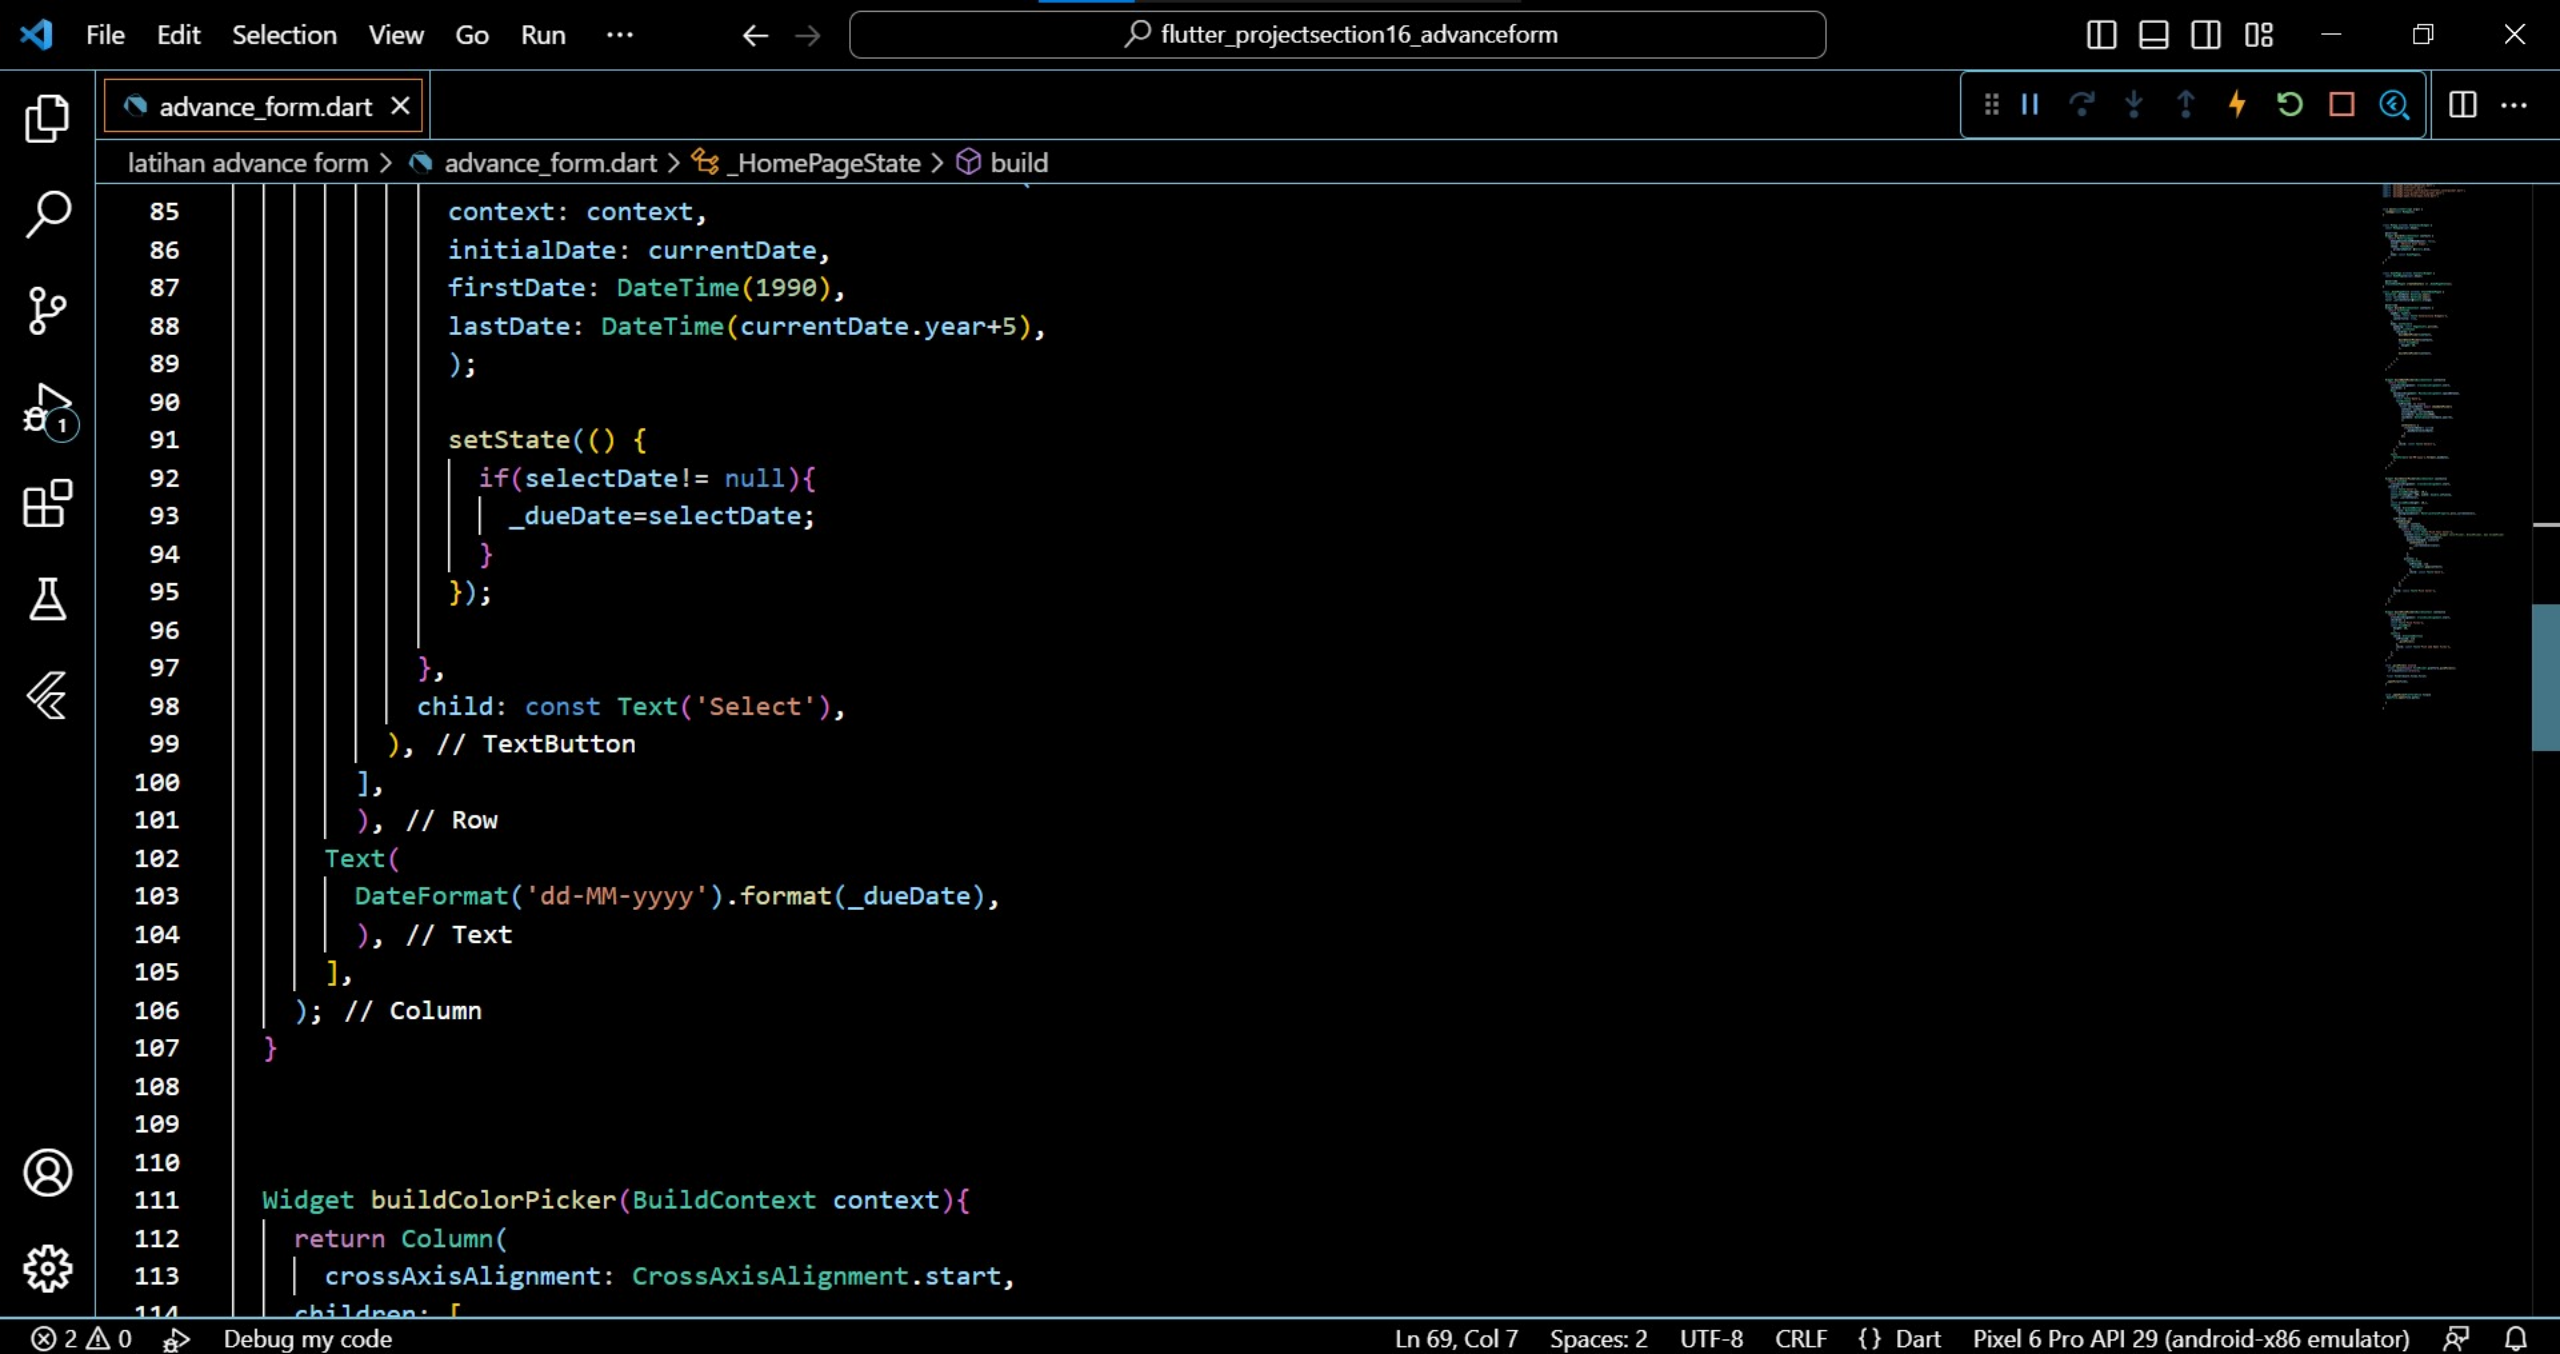 File Edit Selection View Go Run ··· flutter_projectsection16_advanceform
advance_form.dart
latihan advance form > advance_form.dart > _HomePageState > build
85 context: context,
86 initialDate: currentDate,
87 firstDate: DateTime(1990),
88 lastDate: DateTime(currentDate.year+5),
89 );
90
91 setState(() {
92 if(selectDate!= null){
93 _dueDate=selectDate;
94 }
95 });
96
97 },
98 child: const Text('Select'),
99 ), // TextButton
100 ],
101 ), // Row
102 Text(
103 DateFormat('dd-MM-yyyy').format(_dueDate),
104 ), // Text
105 ],
106 ); // Column
107 }
108
109
110
111 Widget buildColorPicker(BuildContext context){
112 return Column(
113 crossAxisAlignment: CrossAxisAlignment.start,
114 children: [
1
2 0 Debug my code Ln 69, Col 7 Spaces: 2 UTF-8 CRLF {} Dart Pixel 6 Pro API 29 (android-x86 emulator)